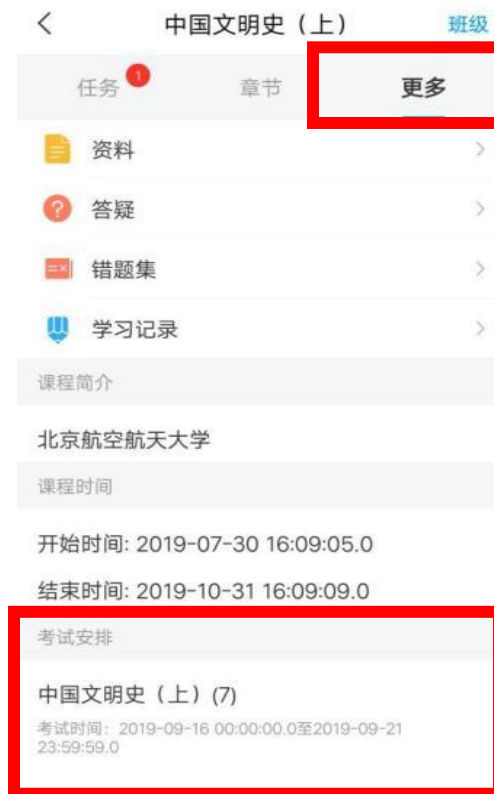 中国文明史（上） 班级
任务 1 章节 更多
资料
答疑
错题集
学习记录
课程简介
北京航空航天大学
课程时间
开始时间: 2019-07-30 16:09:05.0
结束时间: 2019-10-31 16:09:09.0
考试安排
中国文明史（上）(7)
考试时间：2019-09-16 00:00:00.0至2019-09-21
23:59:59.0